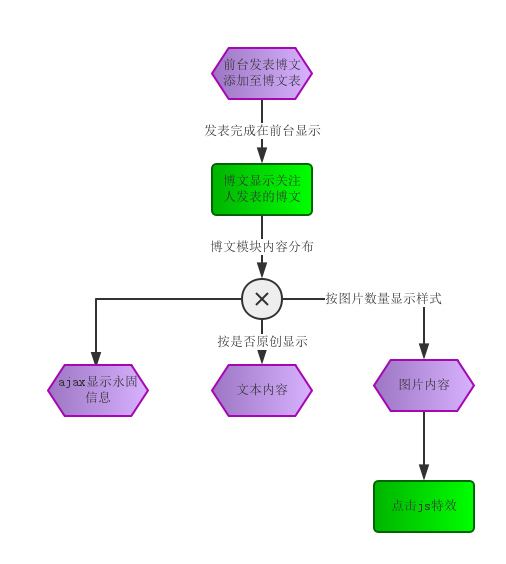 前台发表博文
添加至博文表
发表完成在前台显示
博文显示关注
人发表的博文
博文模块内容分布
按图片数量显示样式
按是否原创显示
ajax显示永固
信息
文本内容
图片内容
点击js特效